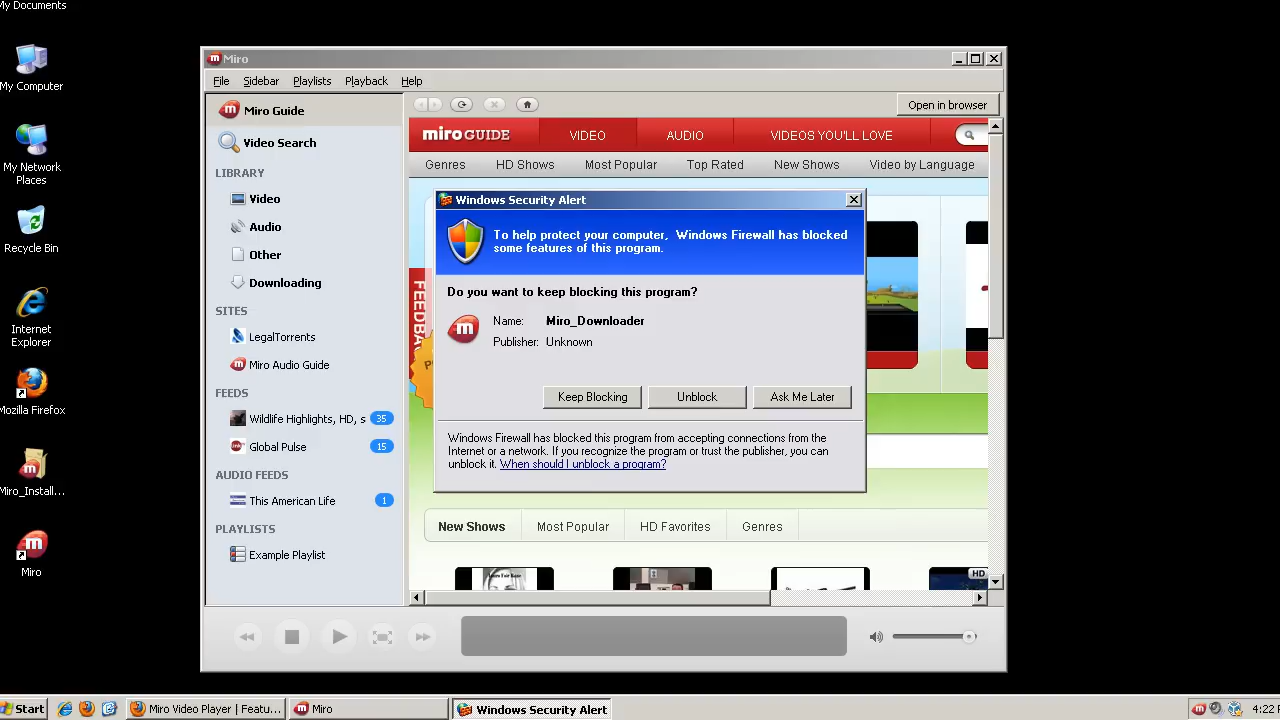 My Documents
My Computer
My Network
Places
Recycle Bin
Internet
Explorer
Mozilla Firefox
Miro_Install...
Miro
Miro
File Sidebar Playlists Playback Help
Miro Guide
Video Search
LIBRARY
Video
Audio
Other
Downloading
SITES
LegalTorrents
Miro Audio Guide
FEEDS
Wildlife Highlights, HD, s 35
Global Pulse 15
AUDIO FEEDS
This American Life 1
PLAYLISTS
Example Playlist
Open in browser
miro GUIDE VIDEO AUDIO VIDEOS YOU'LL LOVE
Genres HD Shows Most Popular Top Rated New Shows Video by Language
Windows Security Alert
To help protect your computer, Windows Firewall has blocked
some features of this program.
Do you want to keep blocking this program?
m
Name: Miro_Downloader
Publisher: Unknown
Keep Blocking Unblock Ask Me Later
Windows Firewall has blocked this program from accepting connections from the
Internet or a network. If you recognize the program or trust the publisher, you can
unblock it. When should I unblock a program?
New Shows Most Popular HD Favorites Genres
HD
Start Miro Video Player | Featu... Miro Windows Security Alert 4:22